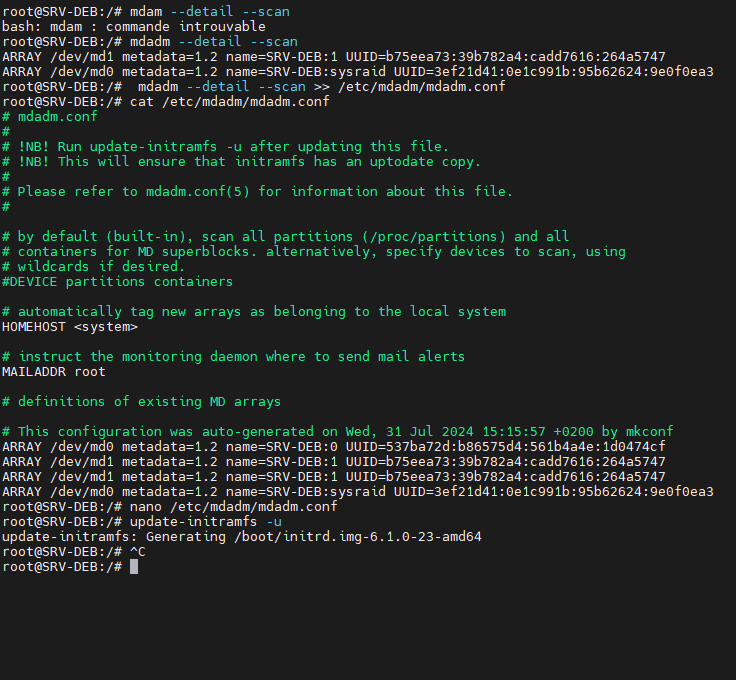 root@SRV-DEB:/# mdam --detail --scan
bash: mdam : commande introuvable
root@SRV-DEB:/# mdadm --detail --scan
ARRAY /dev/md1 metadata=1.2 name=SRV-DEB:1 UUID=b75eea73:39b782a4:cadd7616:264a5747
ARRAY /dev/md0 metadata=1.2 name=SRV-DEB:sysraid UUID=3ef21d41:0e1c991b:95b62624:9e0f0ea3
root@SRV-DEB:/#  mdadm --detail --scan >> /etc/mdadm/mdadm.conf
root@SRV-DEB:/# cat /etc/mdadm/mdadm.conf
# mdadm.conf
#
# !NB! Run update-initramfs -u after updating this file.
# !NB! This will ensure that initramfs has an uptodate copy.
#
# Please refer to mdadm.conf(5) for information about this file.
#

# by default (built-in), scan all partitions (/proc/partitions) and all
# containers for MD superblocks. alternatively, specify devices to scan, using
# wildcards if desired.
#DEVICE partitions containers

# automatically tag new arrays as belonging to the local system
HOMEHOST <system>

# instruct the monitoring daemon where to send mail alerts
MAILADDR root

# definitions of existing MD arrays

# This configuration was auto-generated on Wed, 31 Jul 2024 15:15:57 +0200 by mkconf
ARRAY /dev/md0 metadata=1.2 name=SRV-DEB:0 UUID=537ba72d:b86575d4:561b4a4e:1d0474cf
ARRAY /dev/md1 metadata=1.2 name=SRV-DEB:1 UUID=b75eea73:39b782a4:cadd7616:264a5747
ARRAY /dev/md1 metadata=1.2 name=SRV-DEB:1 UUID=b75eea73:39b782a4:cadd7616:264a5747
ARRAY /dev/md0 metadata=1.2 name=SRV-DEB:sysraid UUID=3ef21d41:0e1c991b:95b62624:9e0f0ea3
root@SRV-DEB:/# nano /etc/mdadm/mdadm.conf
root@SRV-DEB:/# update-initramfs -u
update-initramfs: Generating /boot/initrd.img-6.1.0-23-amd64
root@SRV-DEB:/# ^C
root@SRV-DEB:/#